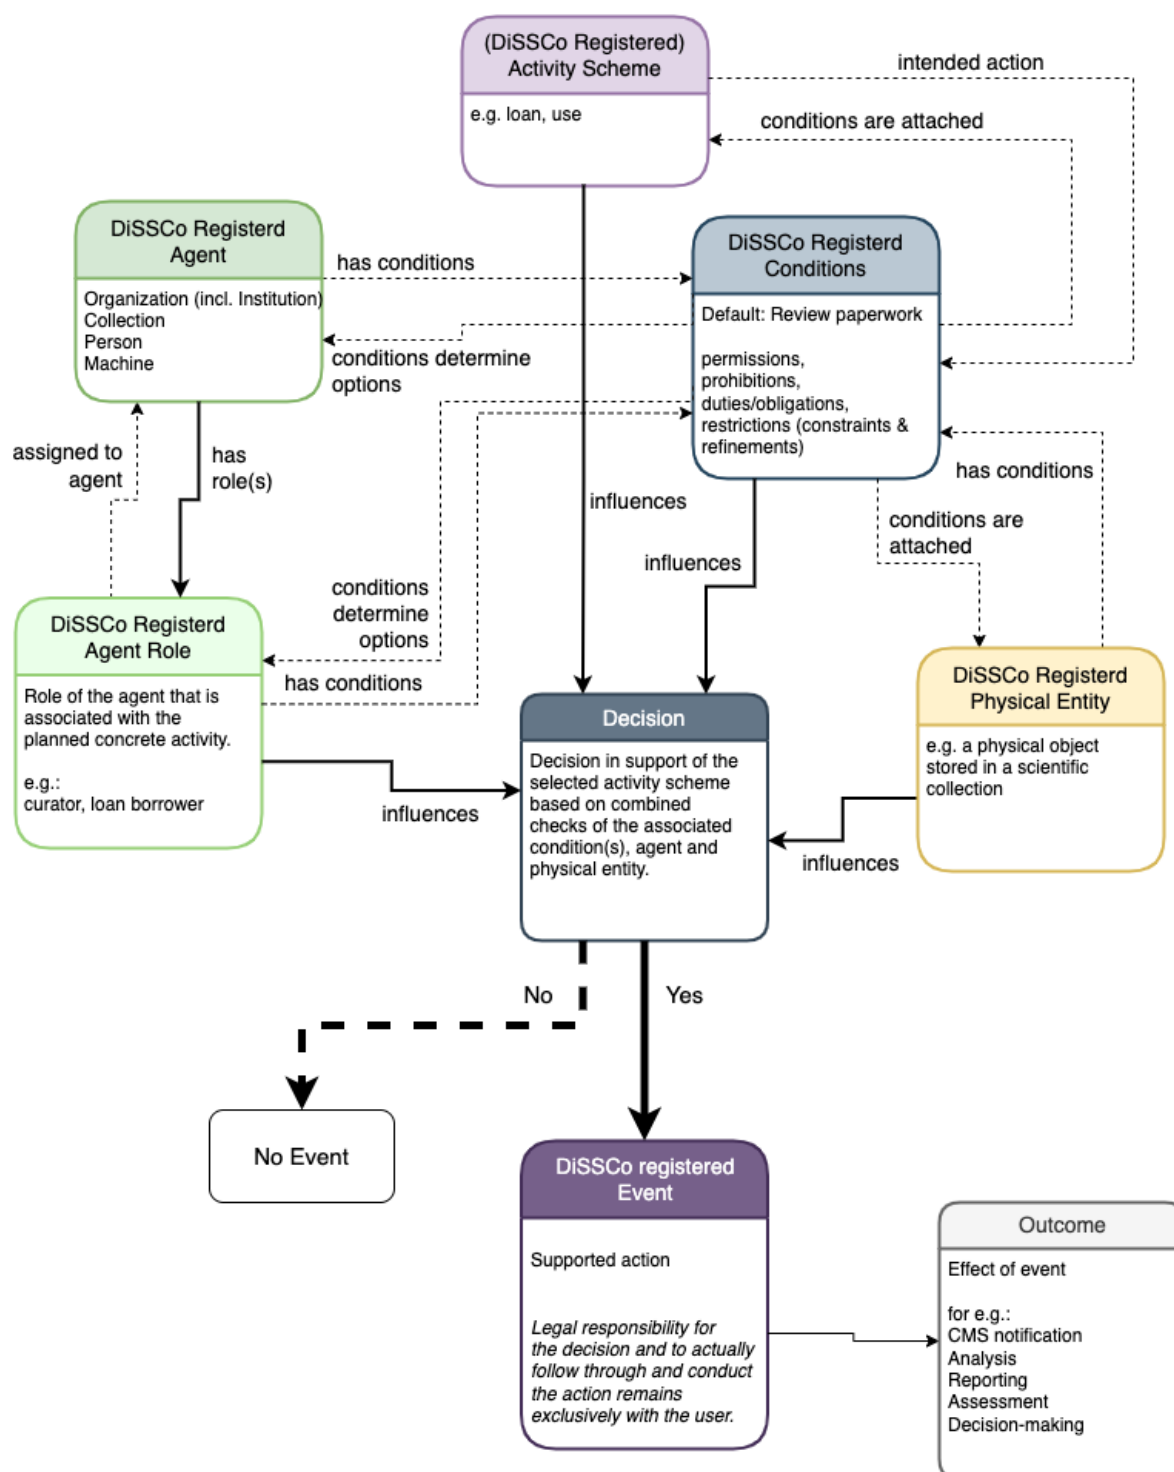 (DiSSCo Registered)
Activity Scheme
e.g. loan, use
intended action
conditions are attached
DiSSCo Registerd
Agent
Organization (incl. Institution)
Collection
Person
Machine
has conditions
conditions determine
options
DiSSCo Registerd
Conditions
Default: Review paperwork
permissions,
prohibitions,
duties/obligations,
restrictions (constraints &
refinements)
assigned to
agent
has
role(s)
has conditions
influences
conditions are
attached
influences
conditions
determine
options
has conditions
DiSSCo Registerd
Agent Role
Role of the agent that is
associated with the
planned concrete activity.
e.g.:
curator, loan borrower
influences
Decision
Decision in support of the
selected activity scheme
based on combined
checks of the associated
condition(s), agent and
physical entity.
DiSSCo Registerd
Physical Entity
e.g. a physical object
stored in a scientific
collection
influences
No
Yes
No Event
DiSSCo registered
Event
Supported action
Legal responsibility for
the decision and to actually
follow through and conduct
the action remains
exclusively with the user.
Outcome
Effect of event
for e.g.:
CMS notification
Analysis
Reporting
Assessment
Decision-making